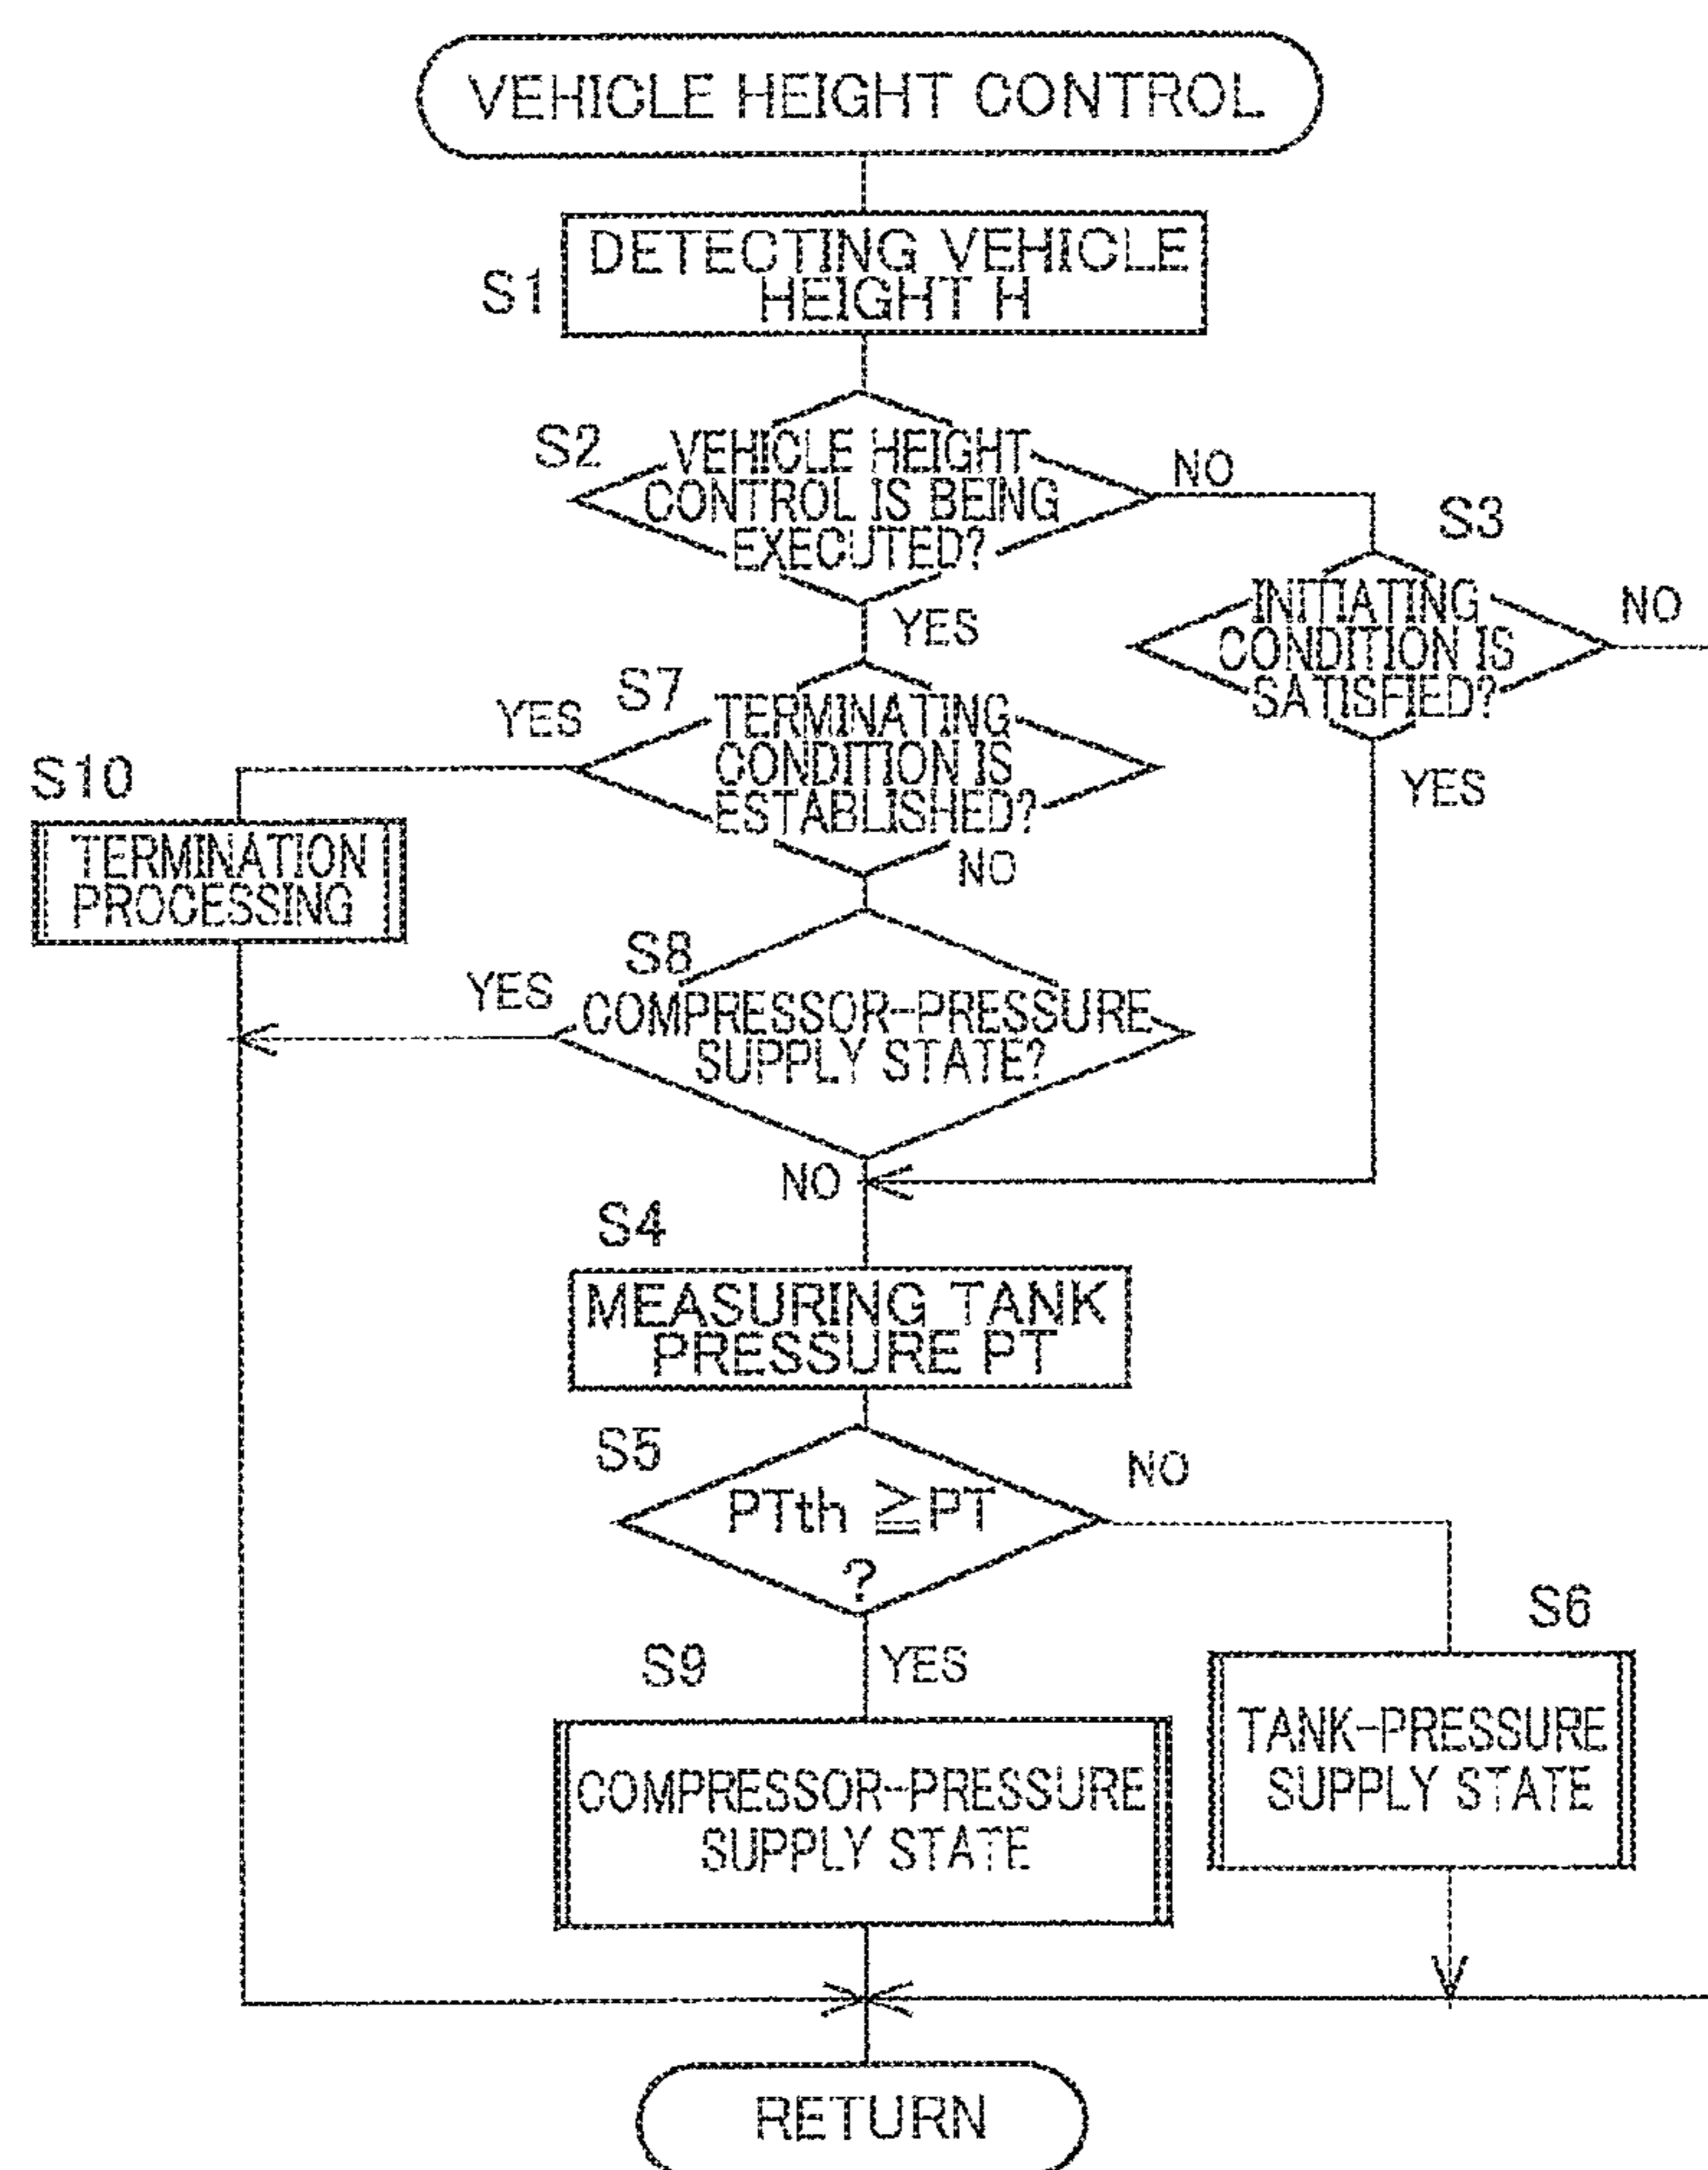 VEHICLE HEIGHT CONTROL
S1
DETECTING VEHICLE
HEIGHT H
S2
VEHICLE HEIGHT
CONTROL IS BEING
EXECUTED?
NO
YES
S3
INITIATING
CONDITION IS
SATISFIED?
NO
YES
S7
TERMINATING
CONDITION IS
ESTABLISHED?
YES
NO
S10
TERMINATION
PROCESSING
S8
COMPRESSOR-PRESSURE
SUPPLY STATE?
YES
NO
S4
MEASURING TANK
PRESSURE PT
S5
PTth ≧PT
?
NO
YES
S6
TANK-PRESSURE
SUPPLY STATE
S9
COMPRESSOR-PRESSURE
SUPPLY STATE
RETURN